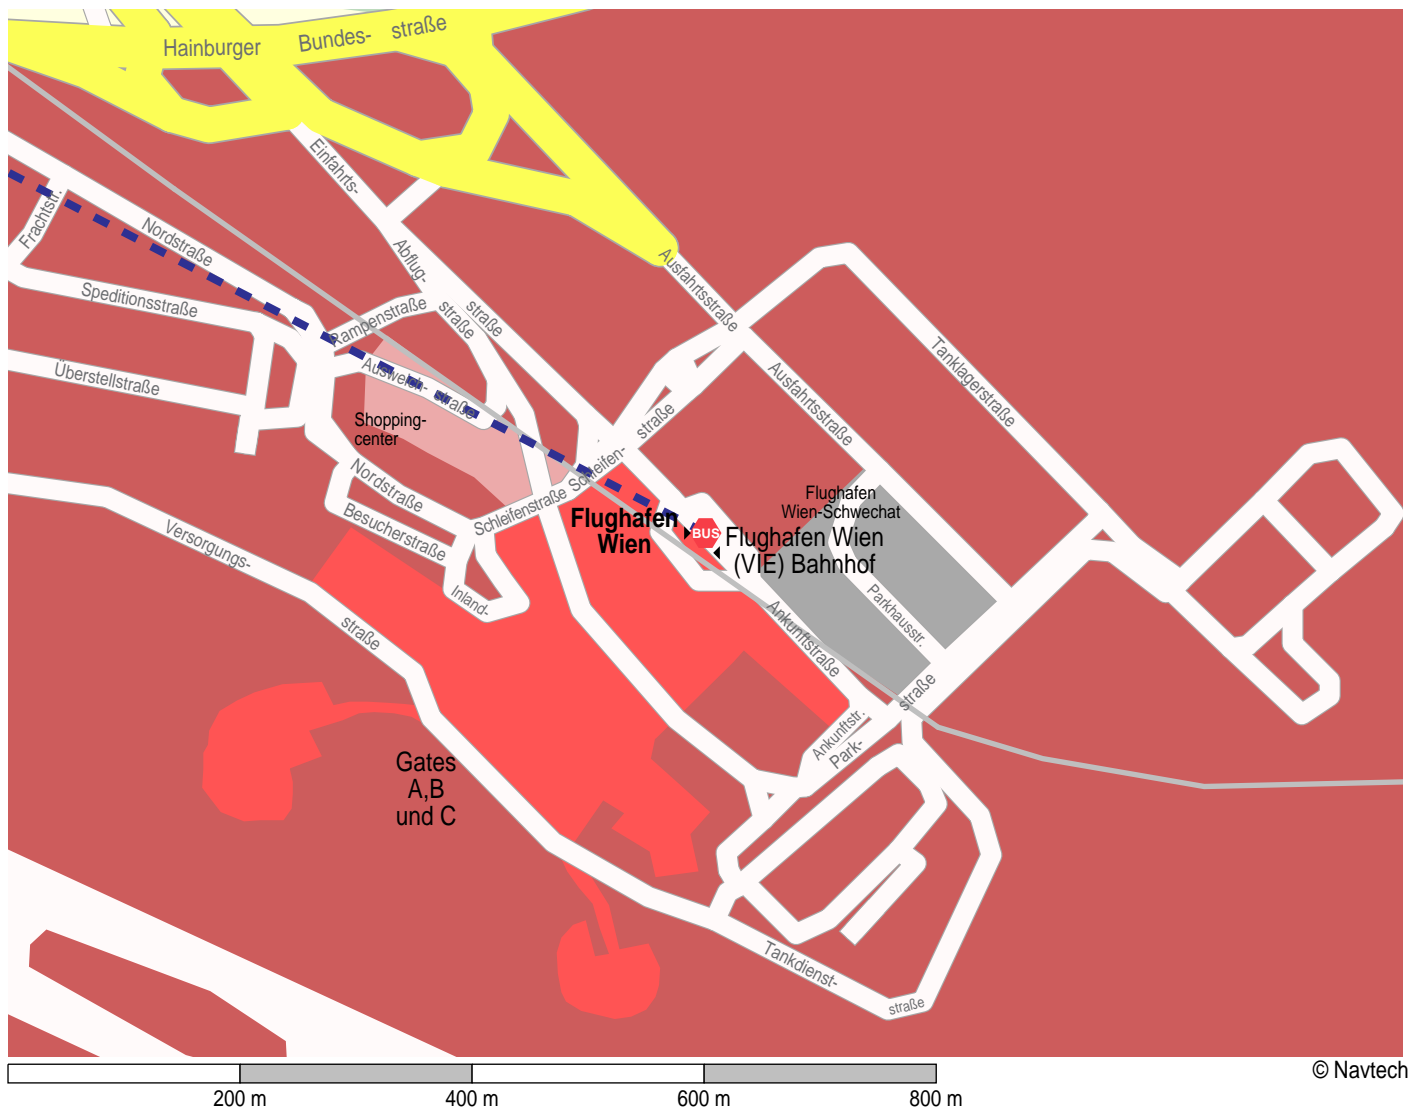 Hainburger
Bundes-
straße
Einfahrts-
straße
Frachtstr.
Nordstraße
Abflug-
straße
Ausfahrtsstraße
Speditionsstraße
Rampenstraße
Tanklagerstraße
Überstellstraße
Ausweich-
straße
Ausfahrtsstraße
Shopping-
center
Schleifen-
straße
Nordstraße
Schleifenstraße
Besucherstraße
Versorgungs-
straße
Inland-
Flughafen
Wien
BUS
Flughafen
Wien-Schwechat
Flughafen Wien
(VIE) Bahnhof
Parkhausstr.
Ankunftstraße
Ankunftstr.
Park-
straße
Gates
A,B
und C
Tankdienst-
straße
200 m
400 m
600 m
800 m
© Navtech